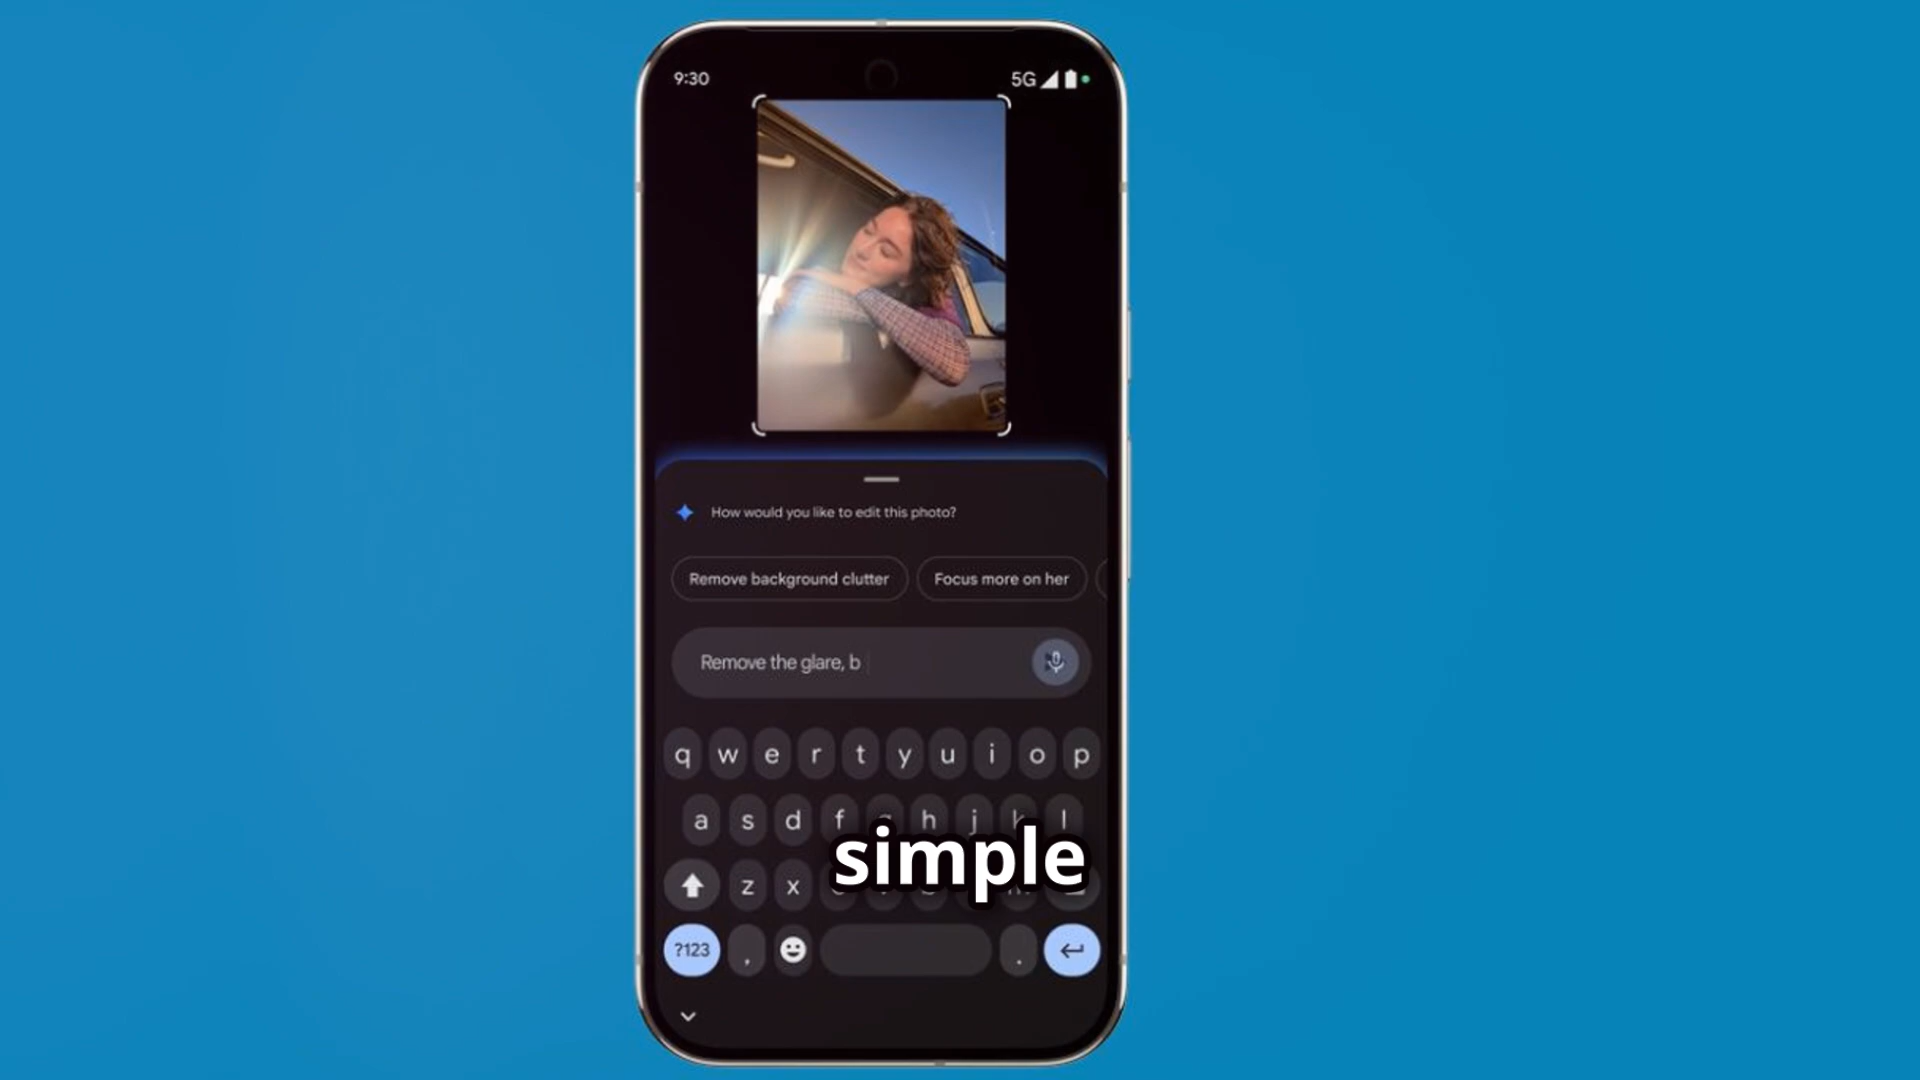 9:30
5G
How would you like to edit this photo?
Remove background clutter
Focus more on her
Remove the glare, b
q w e r t y u i o p
a s d f h j k l
simple
z x
?123 , .